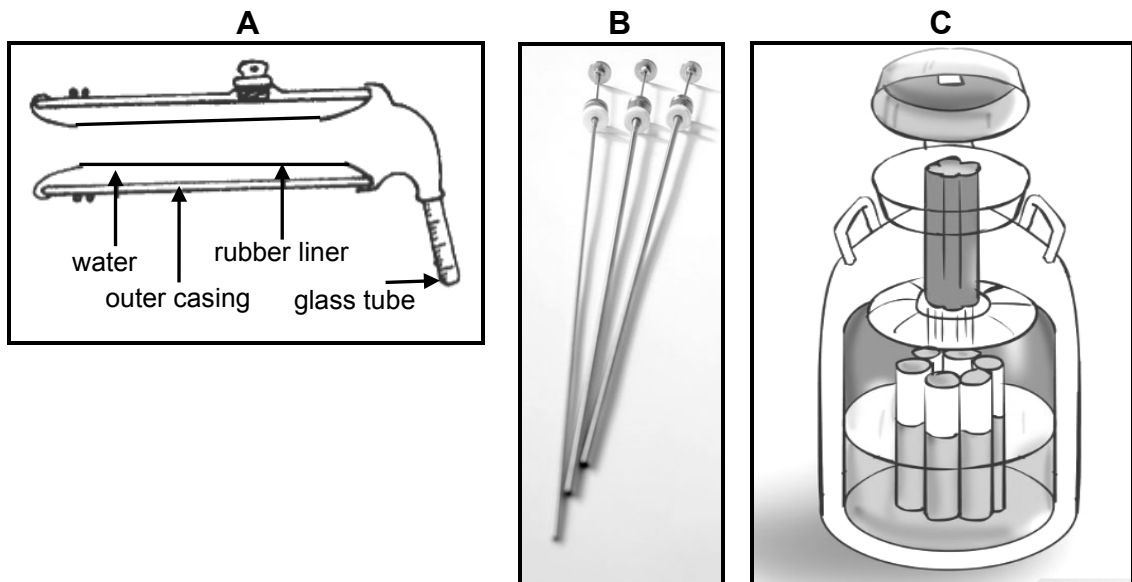 A
B
C
water
rubber liner
outer casing
glass tube